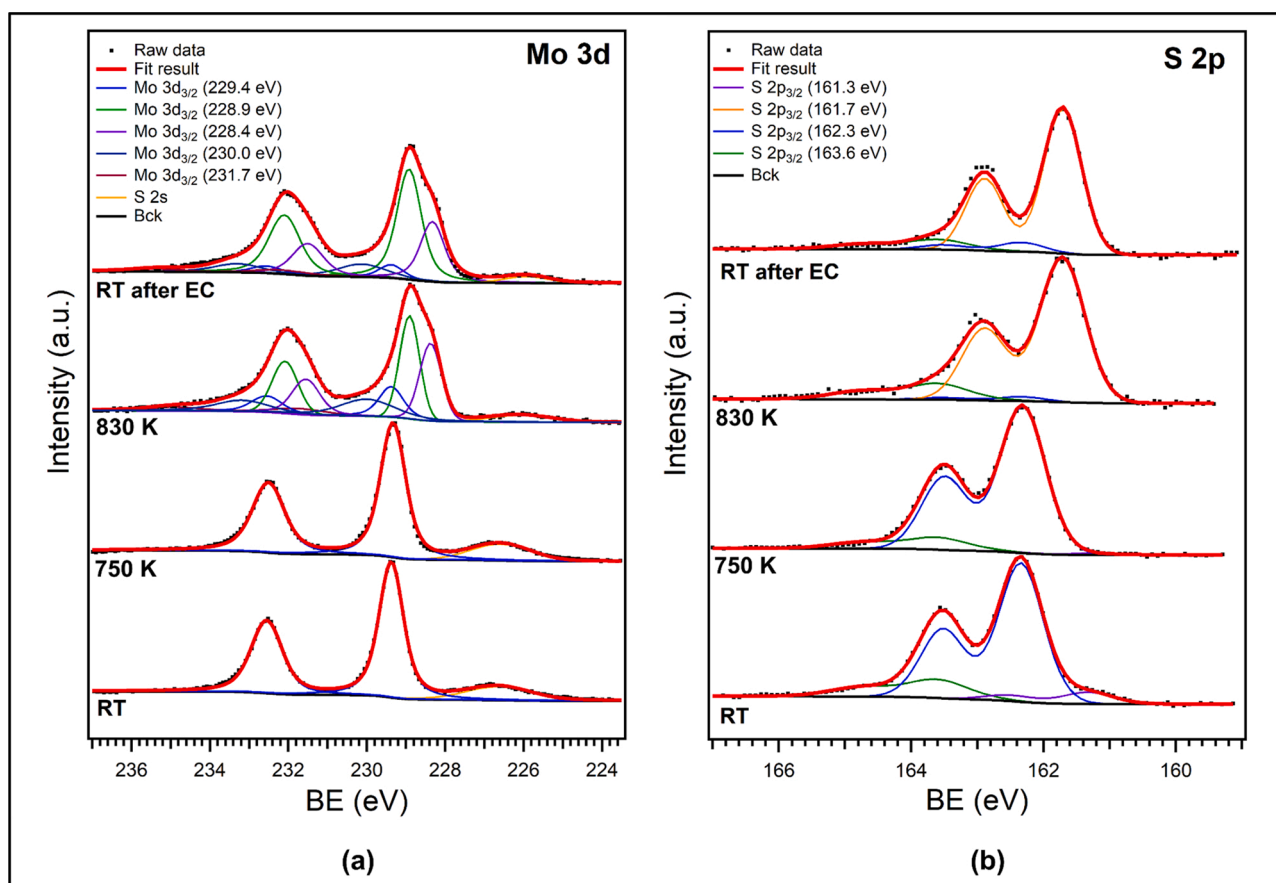 Mo 3d
Raw data
Fit result
Mo 3d3/2 (229.4 eV)
Mo 3d3/2 (228.9 eV)
Mo 3d3/2 (228.4 eV)
Mo 3d3/2 (230.0 eV)
Mo 3d3/2 (231.7 eV)
S 2s
Bck
RT after EC
830 K
750 K
RT
Intensity (a.u.)
236 234 232 230 228 226 224
BE (eV)
(a)
S 2p
Raw data
Fit result
S 2p3/2 (161.3 eV)
S 2p3/2 (161.7 eV)
S 2p3/2 (162.3 eV)
S 2p3/2 (163.6 eV)
Bck
RT after EC
830 K
750 K
RT
Intensity (a.u.)
166 164 162 160
BE (eV)
(b)